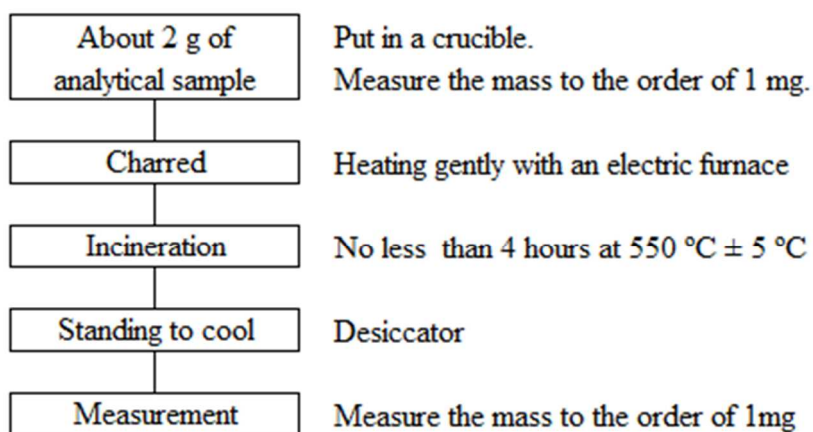 About 2 g of
analytical sample
Put in a crucible.
Measure the mass to the order of 1 mg.
Charred
Heating gently with an electric furnace
Incineration
No less than 4 hours at 550 ºC ± 5 ºC
Standing to cool
Desiccator
Measurement
Measure the mass to the order of 1mg